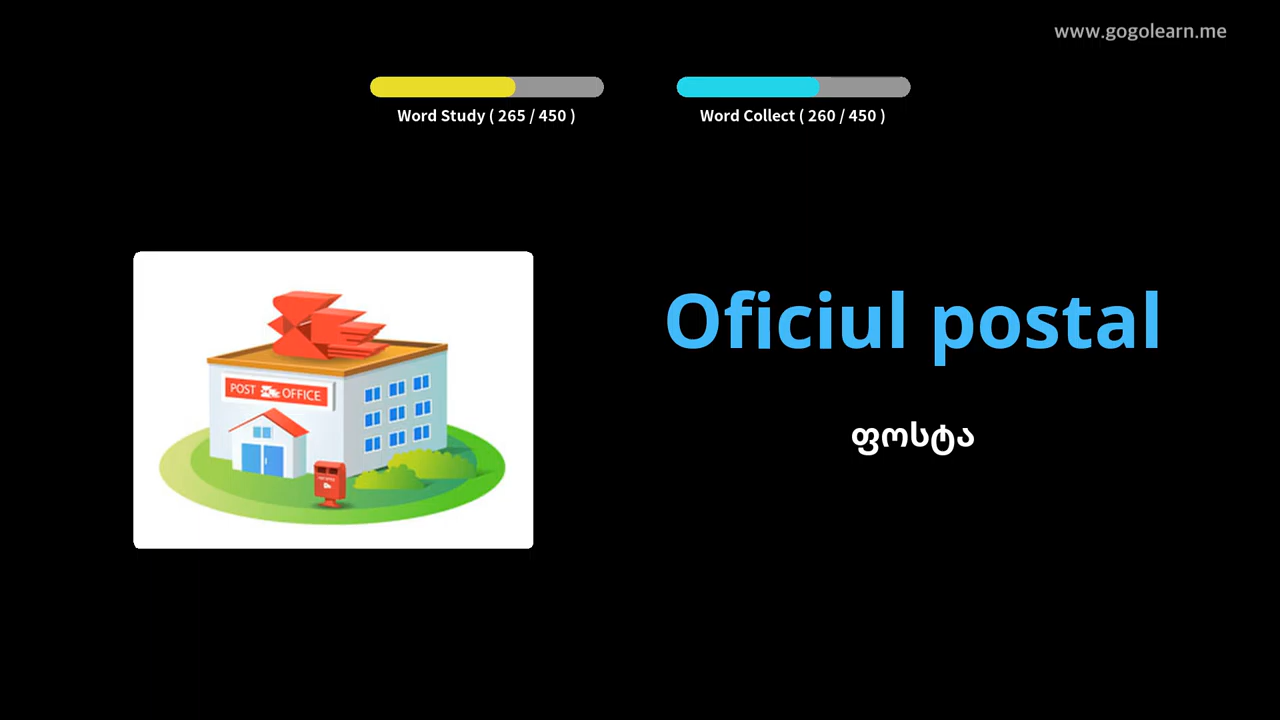 www.gogolearn.me
Word Study ( 265 / 450 )
Word Collect ( 260 / 450 )
Oficiul postal
POST OFFICE
ფოსტა